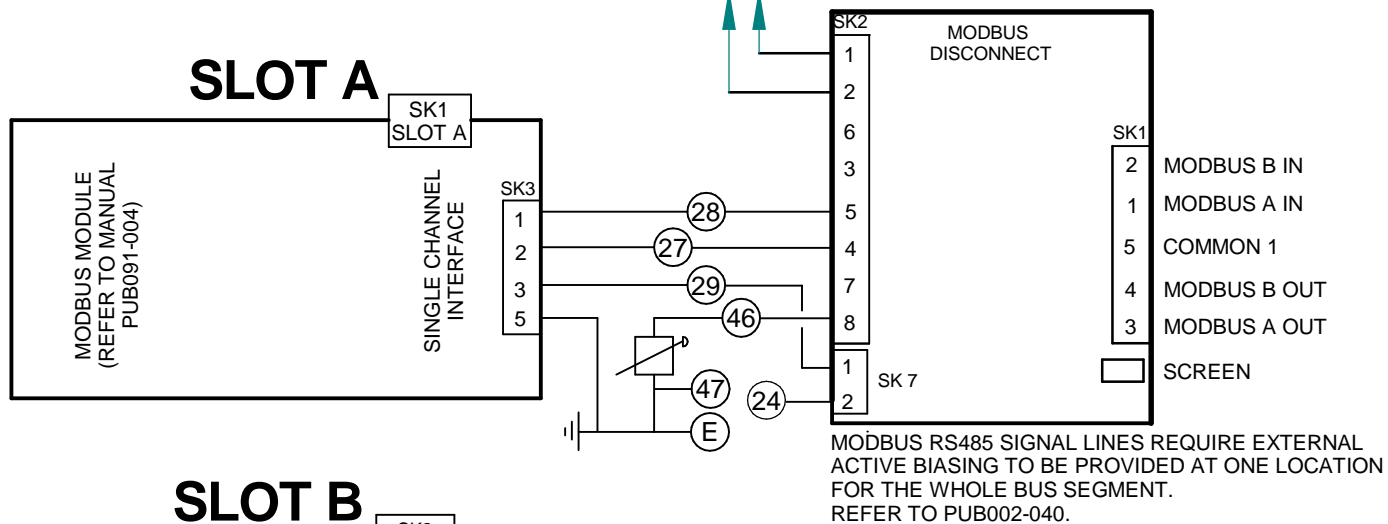 SLOT A
SK1
SLOT A
MODBUS MODULE
(REFER TO MANUAL
PUB091-004)
SINGLE CHANNEL
INTERFACE
SK3
1
2
3
5
28
27
29
46
47
24
E
SK2
1
2
6
3
5
4
7
8
1
2
SK 7
MODBUS
DISCONNECT
SK1
2 MODBUS B IN
1 MODBUS A IN
5 COMMON 1
4 MODBUS B OUT
3 MODBUS A OUT
SCREEN
MODBUS RS485 SIGNAL LINES REQUIRE EXTERNAL
ACTIVE BIASING TO BE PROVIDED AT ONE LOCATION
FOR THE WHOLE BUS SEGMENT.
REFER TO PUB002-040.
SLOT B